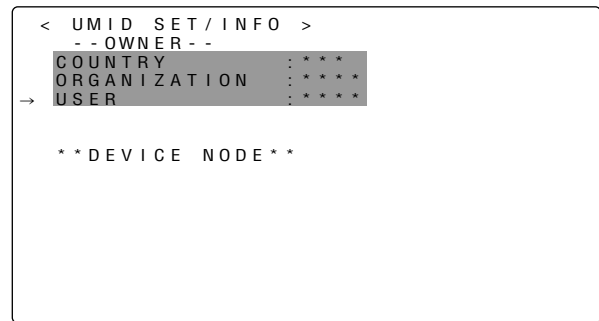 < UMID SET/INFO >
--OWNER--
COUNTRY :***
ORGANIZATION :****
→ USER :****
**DEVICE NODE**